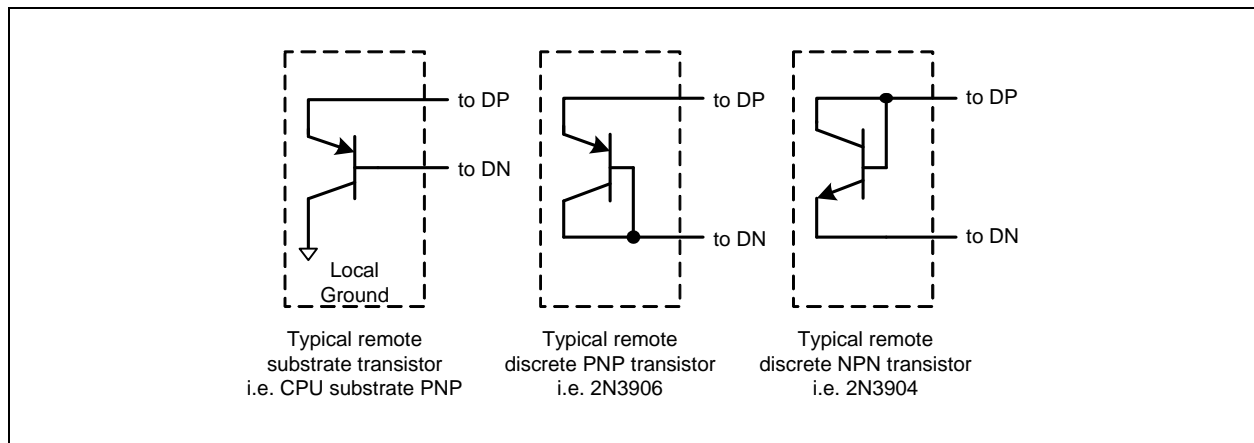 to DP
to DN
Local
Ground
Typical remote
substrate transistor
i.e. CPU substrate PNP
to DP
to DN
Typical remote
discrete PNP transistor
i.e. 2N3906
to DP
to DN
Typical remote
discrete NPN transistor
i.e. 2N3904